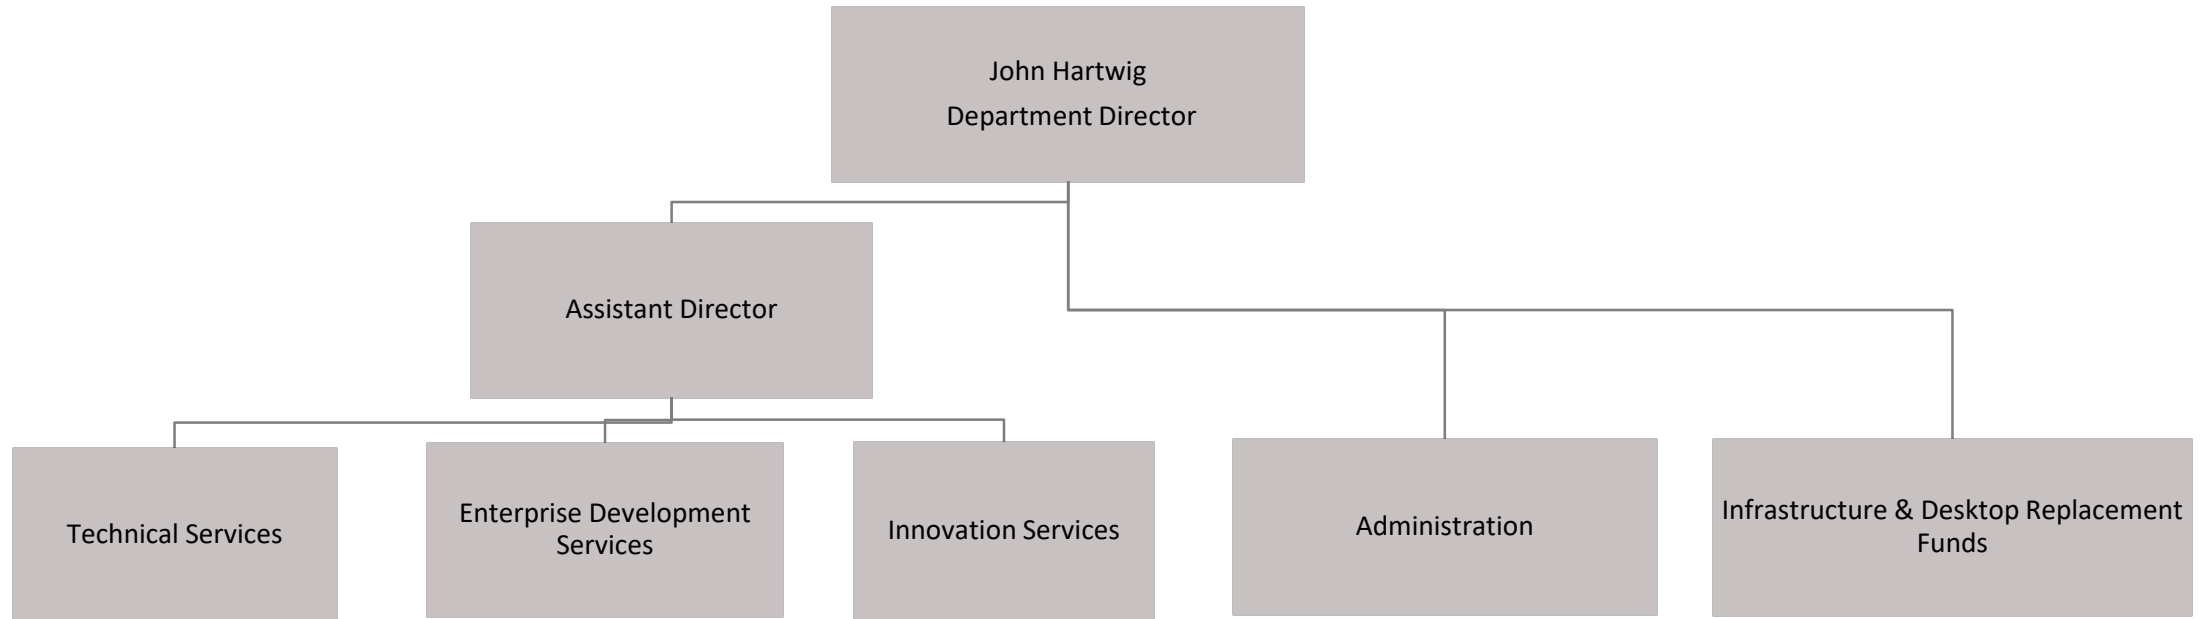 John Hartwig
Department Director
Assistant Director
Technical Services
Enterprise Development
Services
Innovation Services
Administration
Infrastructure & Desktop Replacement
Funds